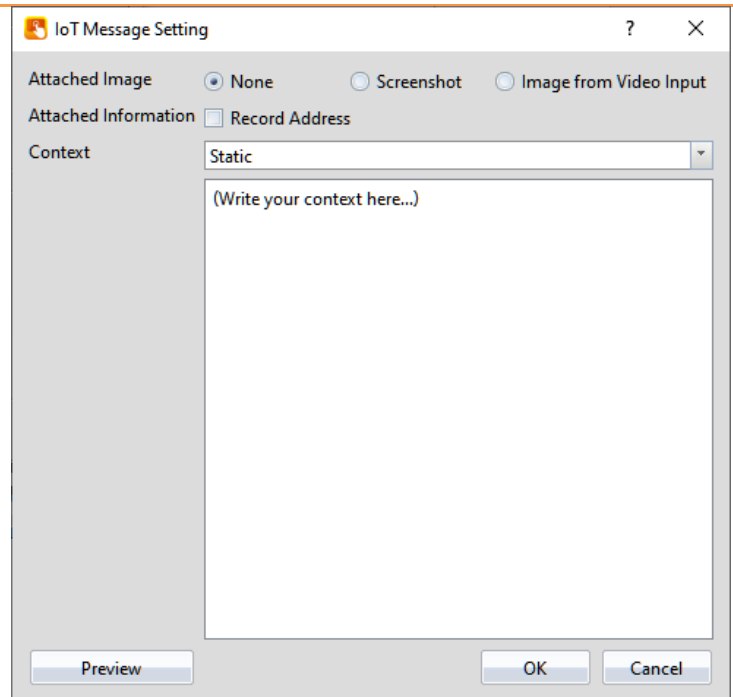 IoT Message Setting ?
Attached Image None Screenshot Image from Video Input
Attached Information Record Address
Context Static
(Write your context here...)
Preview OK Cancel